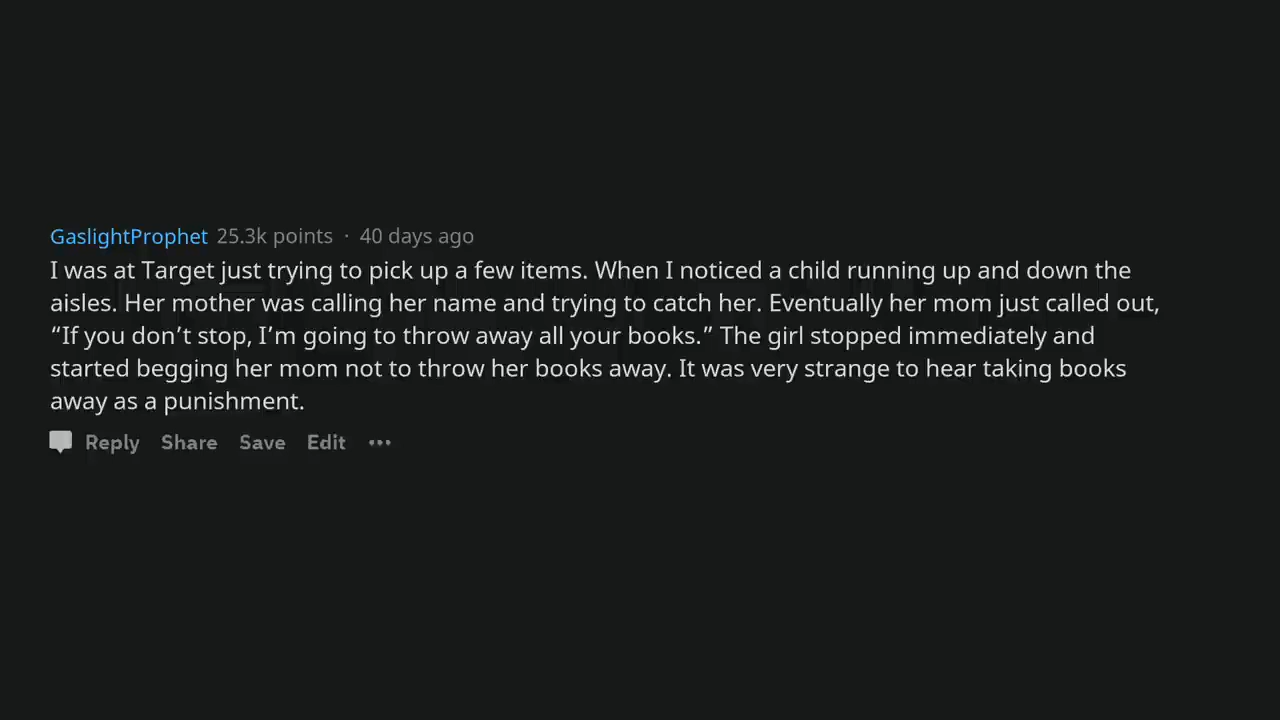 GaslightProphet 25.3k points · 40 days ago
I was at Target just trying to pick up a few items. When I noticed a child running up and down the
aisles. Her mother was calling her name and trying to catch her. Eventually her mom just called out,
“If you don’t stop, I’m going to throw away all your books.” The girl stopped immediately and
started begging her mom not to throw her books away. It was very strange to hear taking books
away as a punishment.
Reply Share Save Edit •••